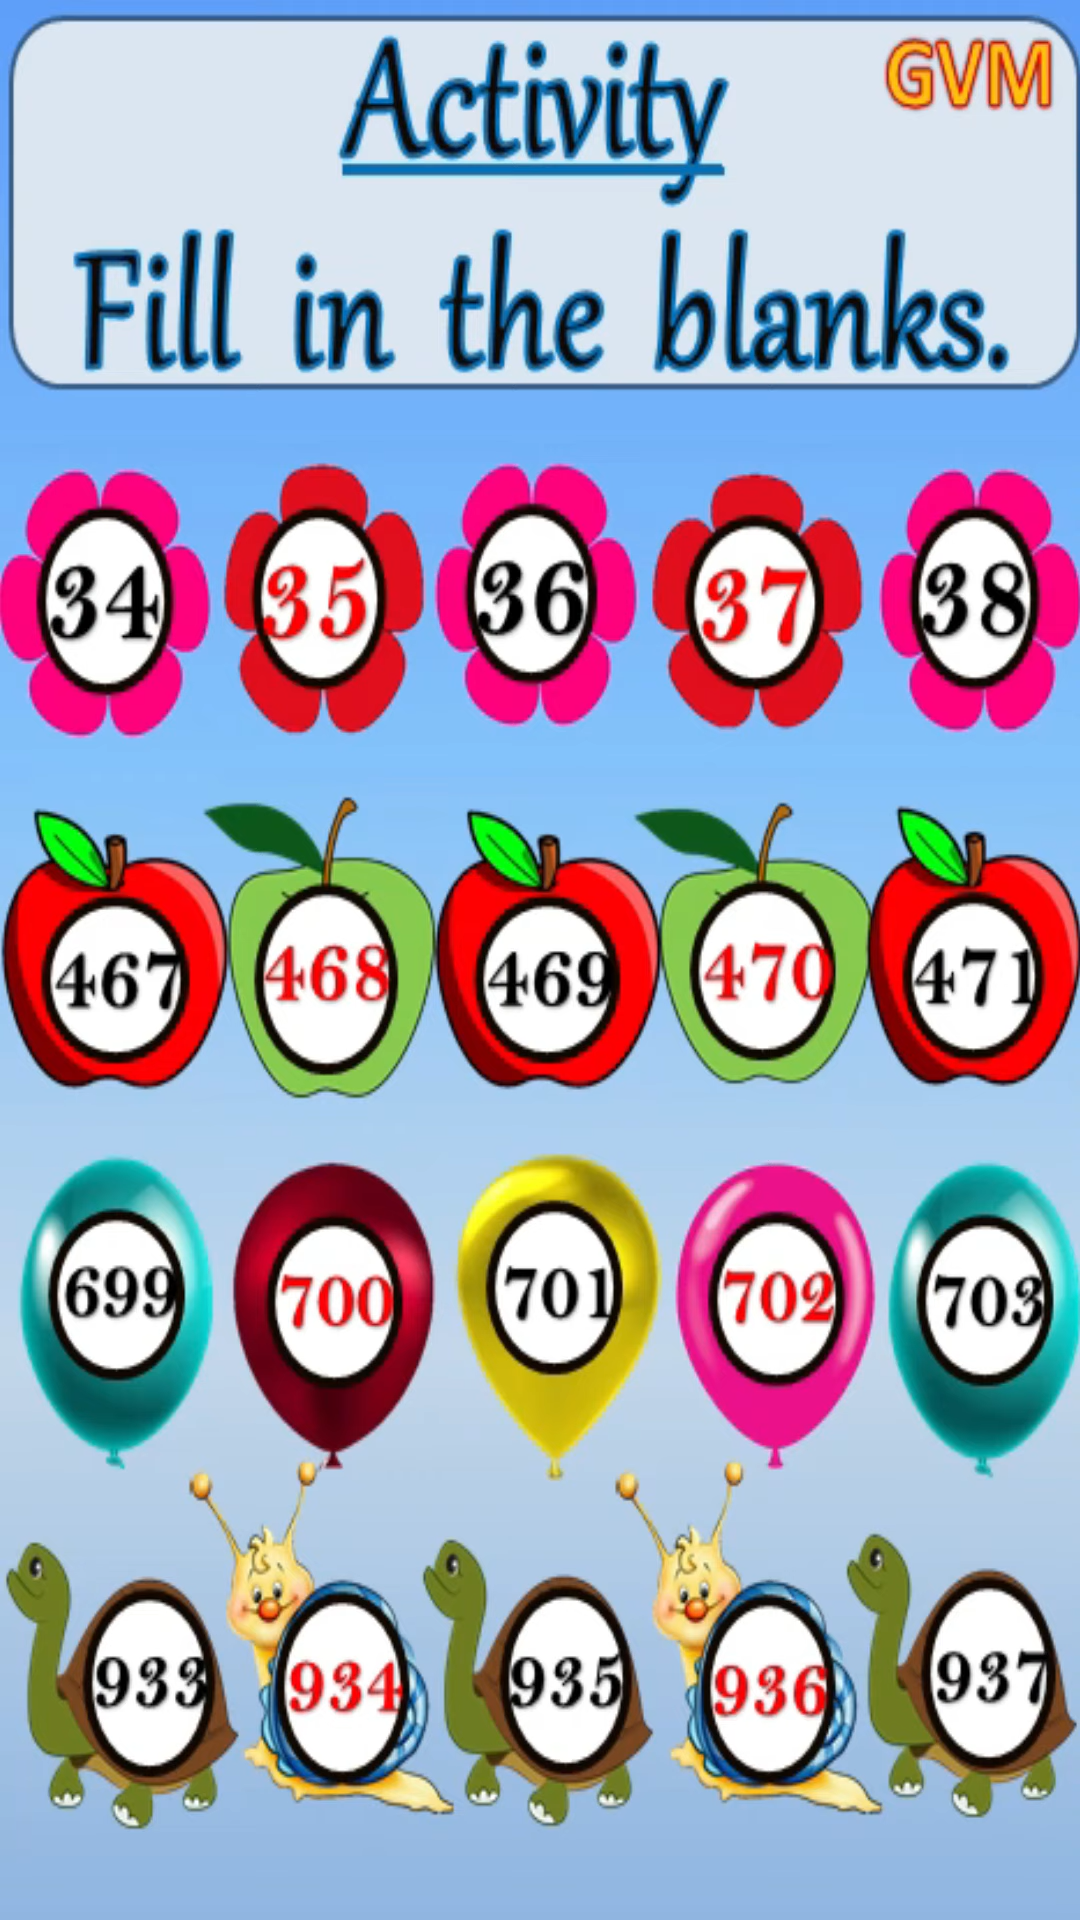 Activity
GVM
Fill in the blanks.
34 35 36 37 38
467 468 469 470 471
699 700 701 702 703
933 934 935 936 937